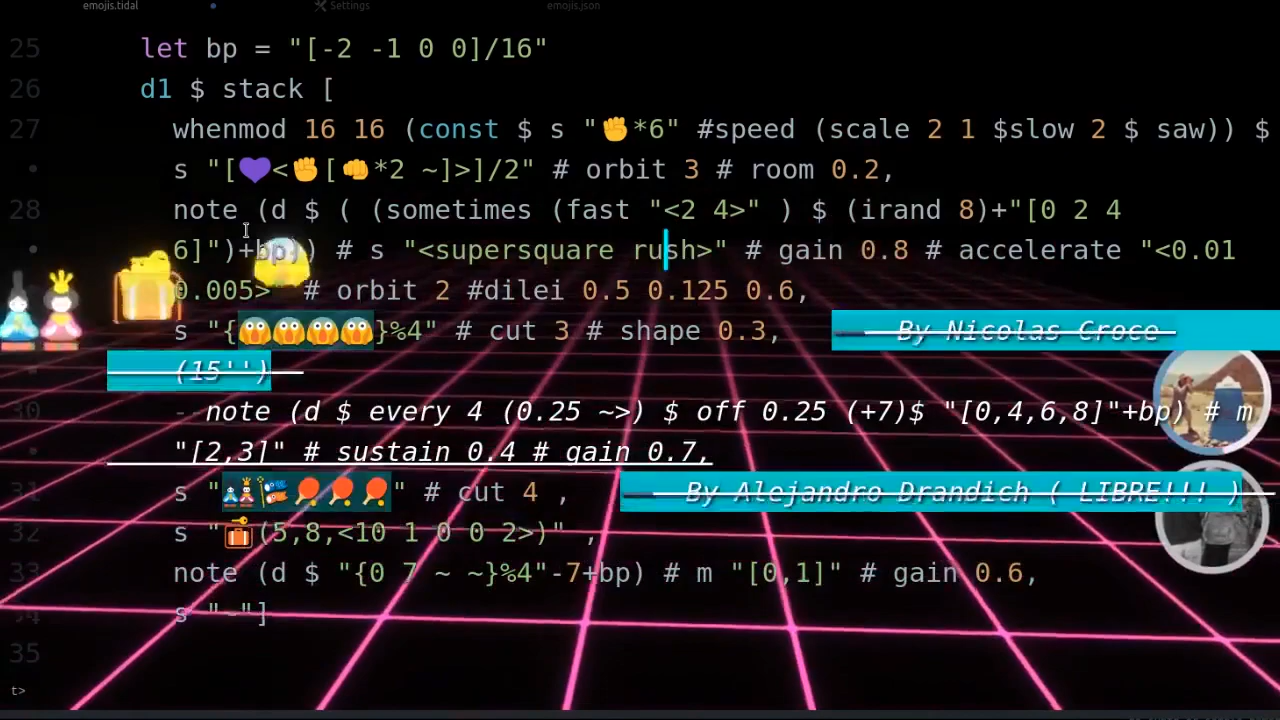 emojis.tidal Settings emojis.json
25 let bp = "[-2 -1 0 0]/16"
26 d1 $ stack [
27 whenmod 16 16 (const $ s "✊*6" #speed (scale 2 1 $slow 2 $ saw)) $
• s "[💜<✊[👊*2 ~]>]/2" # orbit 3 # room 0.2,
28 note (d $ ( (sometimes (fast "<2 4>" ) $ (irand 8)+"[0 2 4
• 6]")+bp)) # s "<supersquare rush>" # gain 0.8 # accelerate "<0.01
0.005>" # orbit 2 #dilei 0.5 0.125 0.6,
s "{😱😱😱😱}%4" # cut 3 # shape 0.3, By Nicolas Croce
(15'')
30 -- note (d $ every 4 (0.25 ~>) $ off 0.25 (+7)$ "[0,4,6,8]"+bp) # m
• "[2,3]" # sustain 0.4 # gain 0.7,
31 s "🎎🎏🏓🏓🏓" # cut 4 , By Alejandro Drandich ( LIBRE!!! )
32 s "🛅(5,8,<10 1 0 0 2>)" ,
33 note (d $ "{0 7 ~ ~}%4"-7+bp) # m "[0,1]" # gain 0.6,
34 s "~"]
35
t>